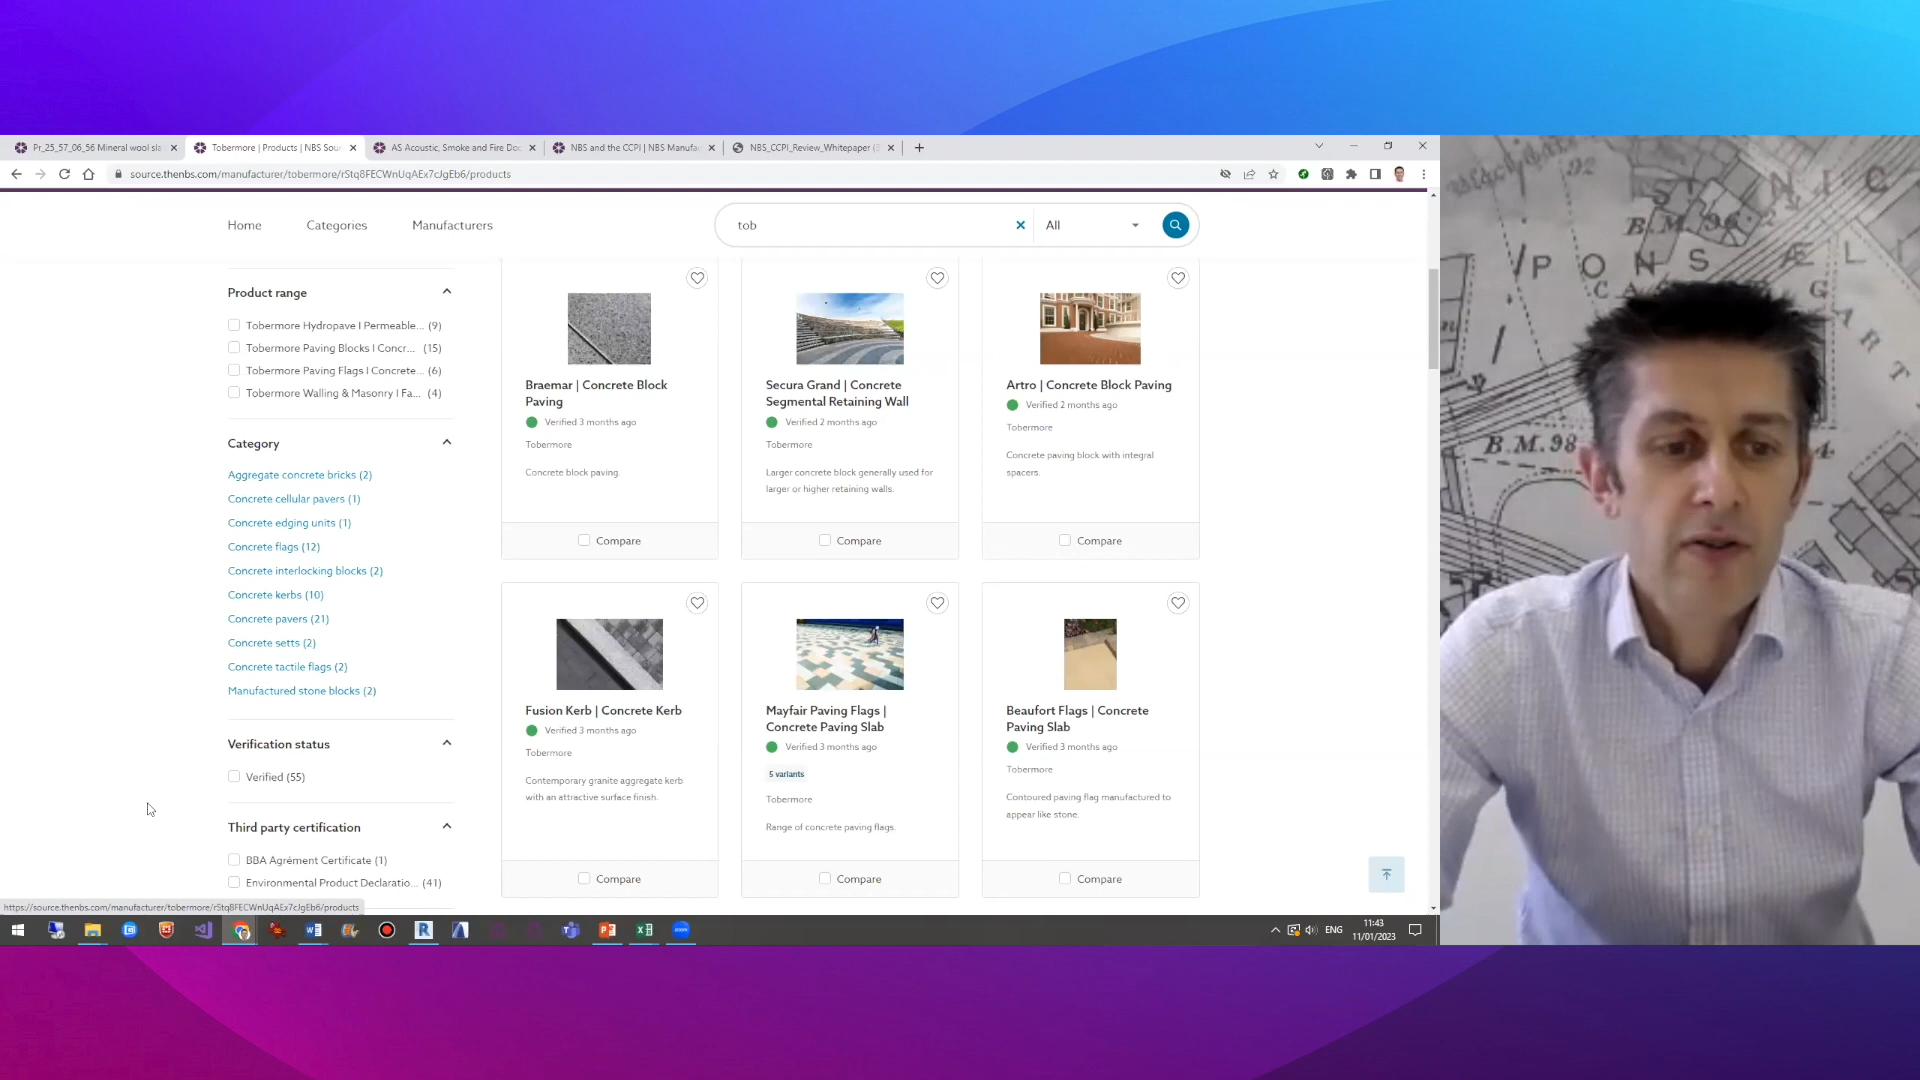 Pr_25_57_06_56 Mineral wool sla
Tobermore | Products | NBS Sour
AS Acoustic, Smoke and Fire Doc
NBS and the CCPI | NBS Manufac
NBS_CCPI_Review_Whitepaper (3
source.thenbs.com/manufacturer/tobermore/rStq8FECWnUqAEx7cJgEb6/products
Home
Categories
Manufacturers
tob
All
Product range
Tobermore Hydropave I Permeable... (9)
Tobermore Paving Blocks I Concr... (15)
Tobermore Paving Flags I Concrete... (6)
Tobermore Walling & Masonry I Fa... (4)
Category
Aggregate concrete bricks (2)
Concrete cellular pavers (1)
Concrete edging units (1)
Concrete flags (12)
Concrete interlocking blocks (2)
Concrete kerbs (10)
Concrete pavers (21)
Concrete setts (2)
Concrete tactile flags (2)
Manufactured stone blocks (2)
Verification status
Verified (55)
Third party certification
BBA Agrément Certificate (1)
Environmental Product Declaratio... (41)
Braemar | Concrete Block
Paving
Verified 3 months ago
Tobermore
Concrete block paving.
Compare
Secura Grand | Concrete
Segmental Retaining Wall
Verified 2 months ago
Tobermore
Larger concrete block generally used for
larger or higher retaining walls.
Compare
Artro | Concrete Block Paving
Verified 2 months ago
Tobermore
Concrete paving block with integral
spacers.
Compare
Fusion Kerb | Concrete Kerb
Verified 3 months ago
Tobermore
Contemporary granite aggregate kerb
with an attractive surface finish.
Compare
Mayfair Paving Flags |
Concrete Paving Slab
Verified 3 months ago
5 variants
Tobermore
Range of concrete paving flags.
Compare
Beaufort Flags | Concrete
Paving Slab
Verified 3 months ago
Tobermore
Contoured paving flag manufactured to
appear like stone.
Compare
https://source.thenbs.com/manufacturer/tobermore/rStq8FECWnUqAEx7cJgEb6/products
ENG
11:43
11/01/2023
B.M. 96
PONS ÆL
B.M. 98